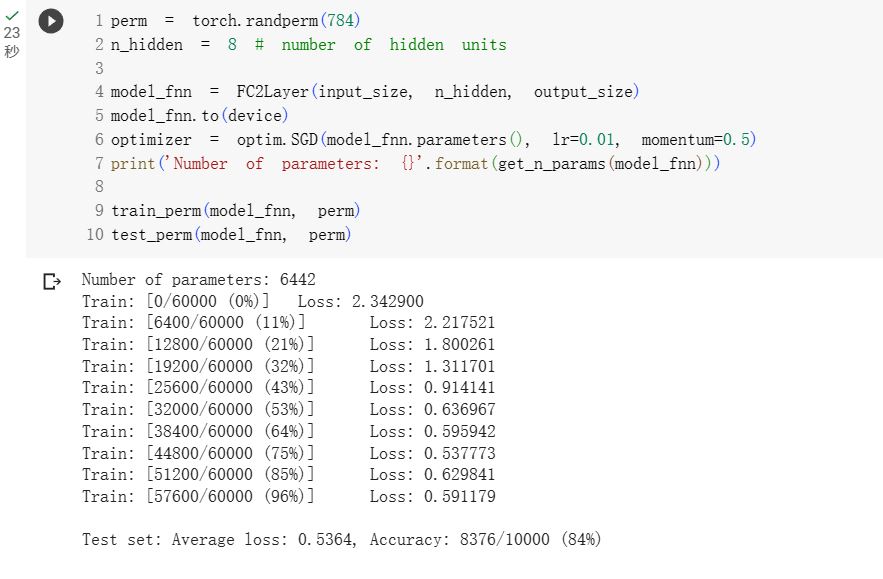 23
秒
1 perm = torch.randperm(784)
2 n_hidden = 8 # number of hidden units
3
4 model_fnn = FC2Layer(input_size, n_hidden, output_size)
5 model_fnn.to(device)
6 optimizer = optim.SGD(model_fnn.parameters(), lr=0.01, momentum=0.5)
7 print('Number of parameters: {}'.format(get_n_params(model_fnn)))
8
9 train_perm(model_fnn, perm)
10 test_perm(model_fnn, perm)
Number of parameters: 6442
Train: [0/60000 (0%)] Loss: 2.342900
Train: [6400/60000 (11%)] Loss: 2.217521
Train: [12800/60000 (21%)] Loss: 1.800261
Train: [19200/60000 (32%)] Loss: 1.311701
Train: [25600/60000 (43%)] Loss: 0.914141
Train: [32000/60000 (53%)] Loss: 0.636967
Train: [38400/60000 (64%)] Loss: 0.595942
Train: [44800/60000 (75%)] Loss: 0.537773
Train: [51200/60000 (85%)] Loss: 0.629841
Train: [57600/60000 (96%)] Loss: 0.591179
Test set: Average loss: 0.5364, Accuracy: 8376/10000 (84%)